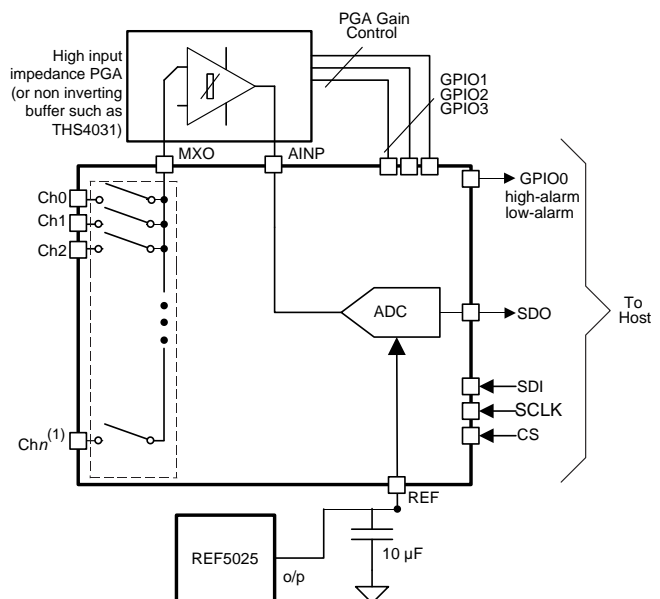 PGA Gain
Control
High input
impedance PGA
(or non inverting
buffer such as
THS4031)
GPIO1
GPIO2
GPIO3
MXO
AINP
Ch0
Ch1
Ch2
GPIO0
high-alarm
low-alarm
ADC
SDO
To
Host
SDI
SCLK
CS
Chn(1)
REF
REF5025
o/p
10 µF